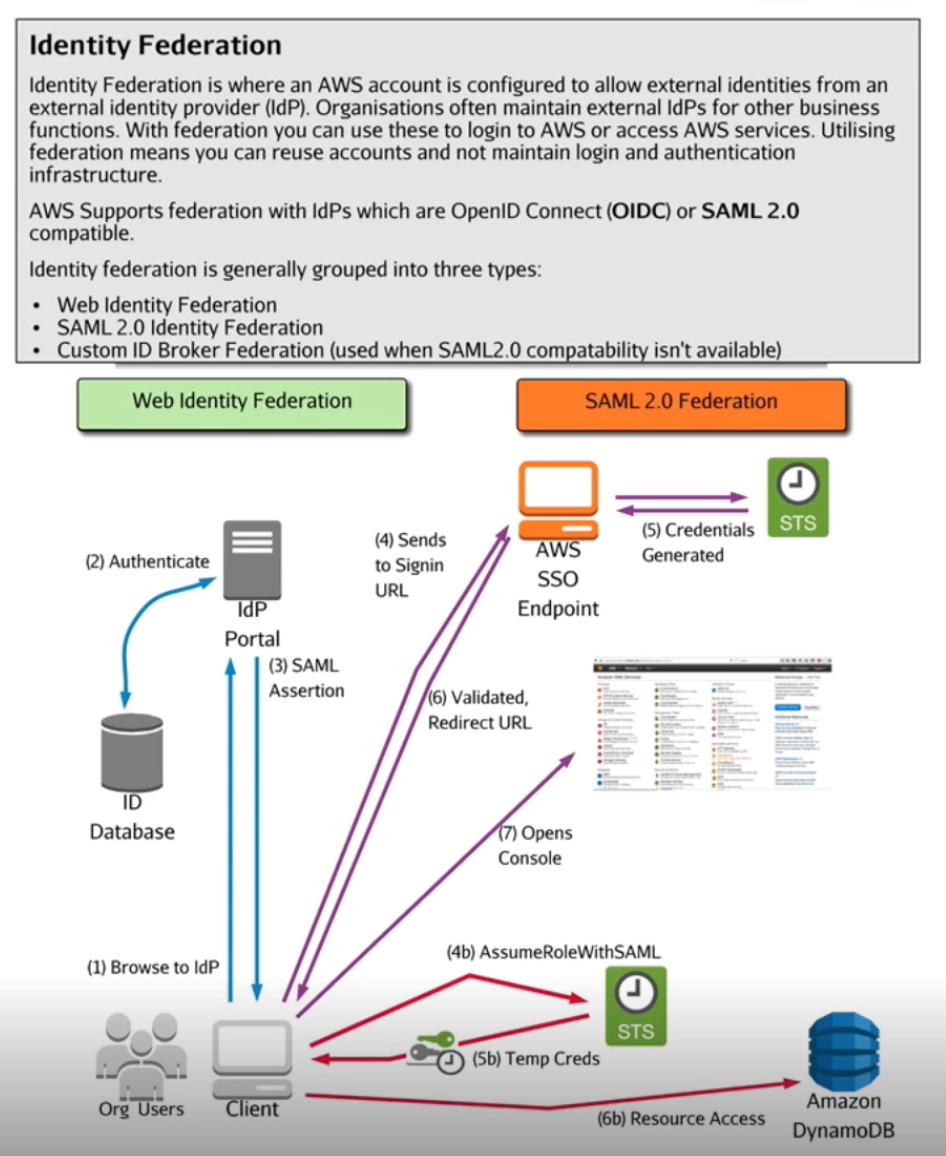 Identity Federation
Identity Federation is where an AWS account is configured to allow external identities from an
external identity provider (IdP). Organisations often maintain external IdPs for other business
functions. With federation you can use these to login to AWS or access AWS services. Utilising
federation means you can reuse accounts and not maintain login and authentication
infrastructure.
AWS Supports federation with IdPs which are OpenID Connect (OIDC) or SAML 2.0
compatible.
Identity federation is generally grouped into three types:
• Web Identity Federation
• SAML 2.0 Identity Federation
• Custom ID Broker Federation (used when SAML2.0 compatability isn't available)
Web Identity Federation
SAML 2.0 Federation
(2) Authenticate
IdP
Portal
(3) SAML
Assertion
ID
Database
(4) Sends
to Signin
URL
AWS
SSO
Endpoint
(5) Credentials
Generated
STS
(6) Validated,
Redirect URL
(7) Opens
Console
(1) Browse to IdP
(4b) AssumeRoleWithSAML
STS
(5b) Temp Creds
Org Users
Client
(6b) Resource Access
Amazon
DynamoDB